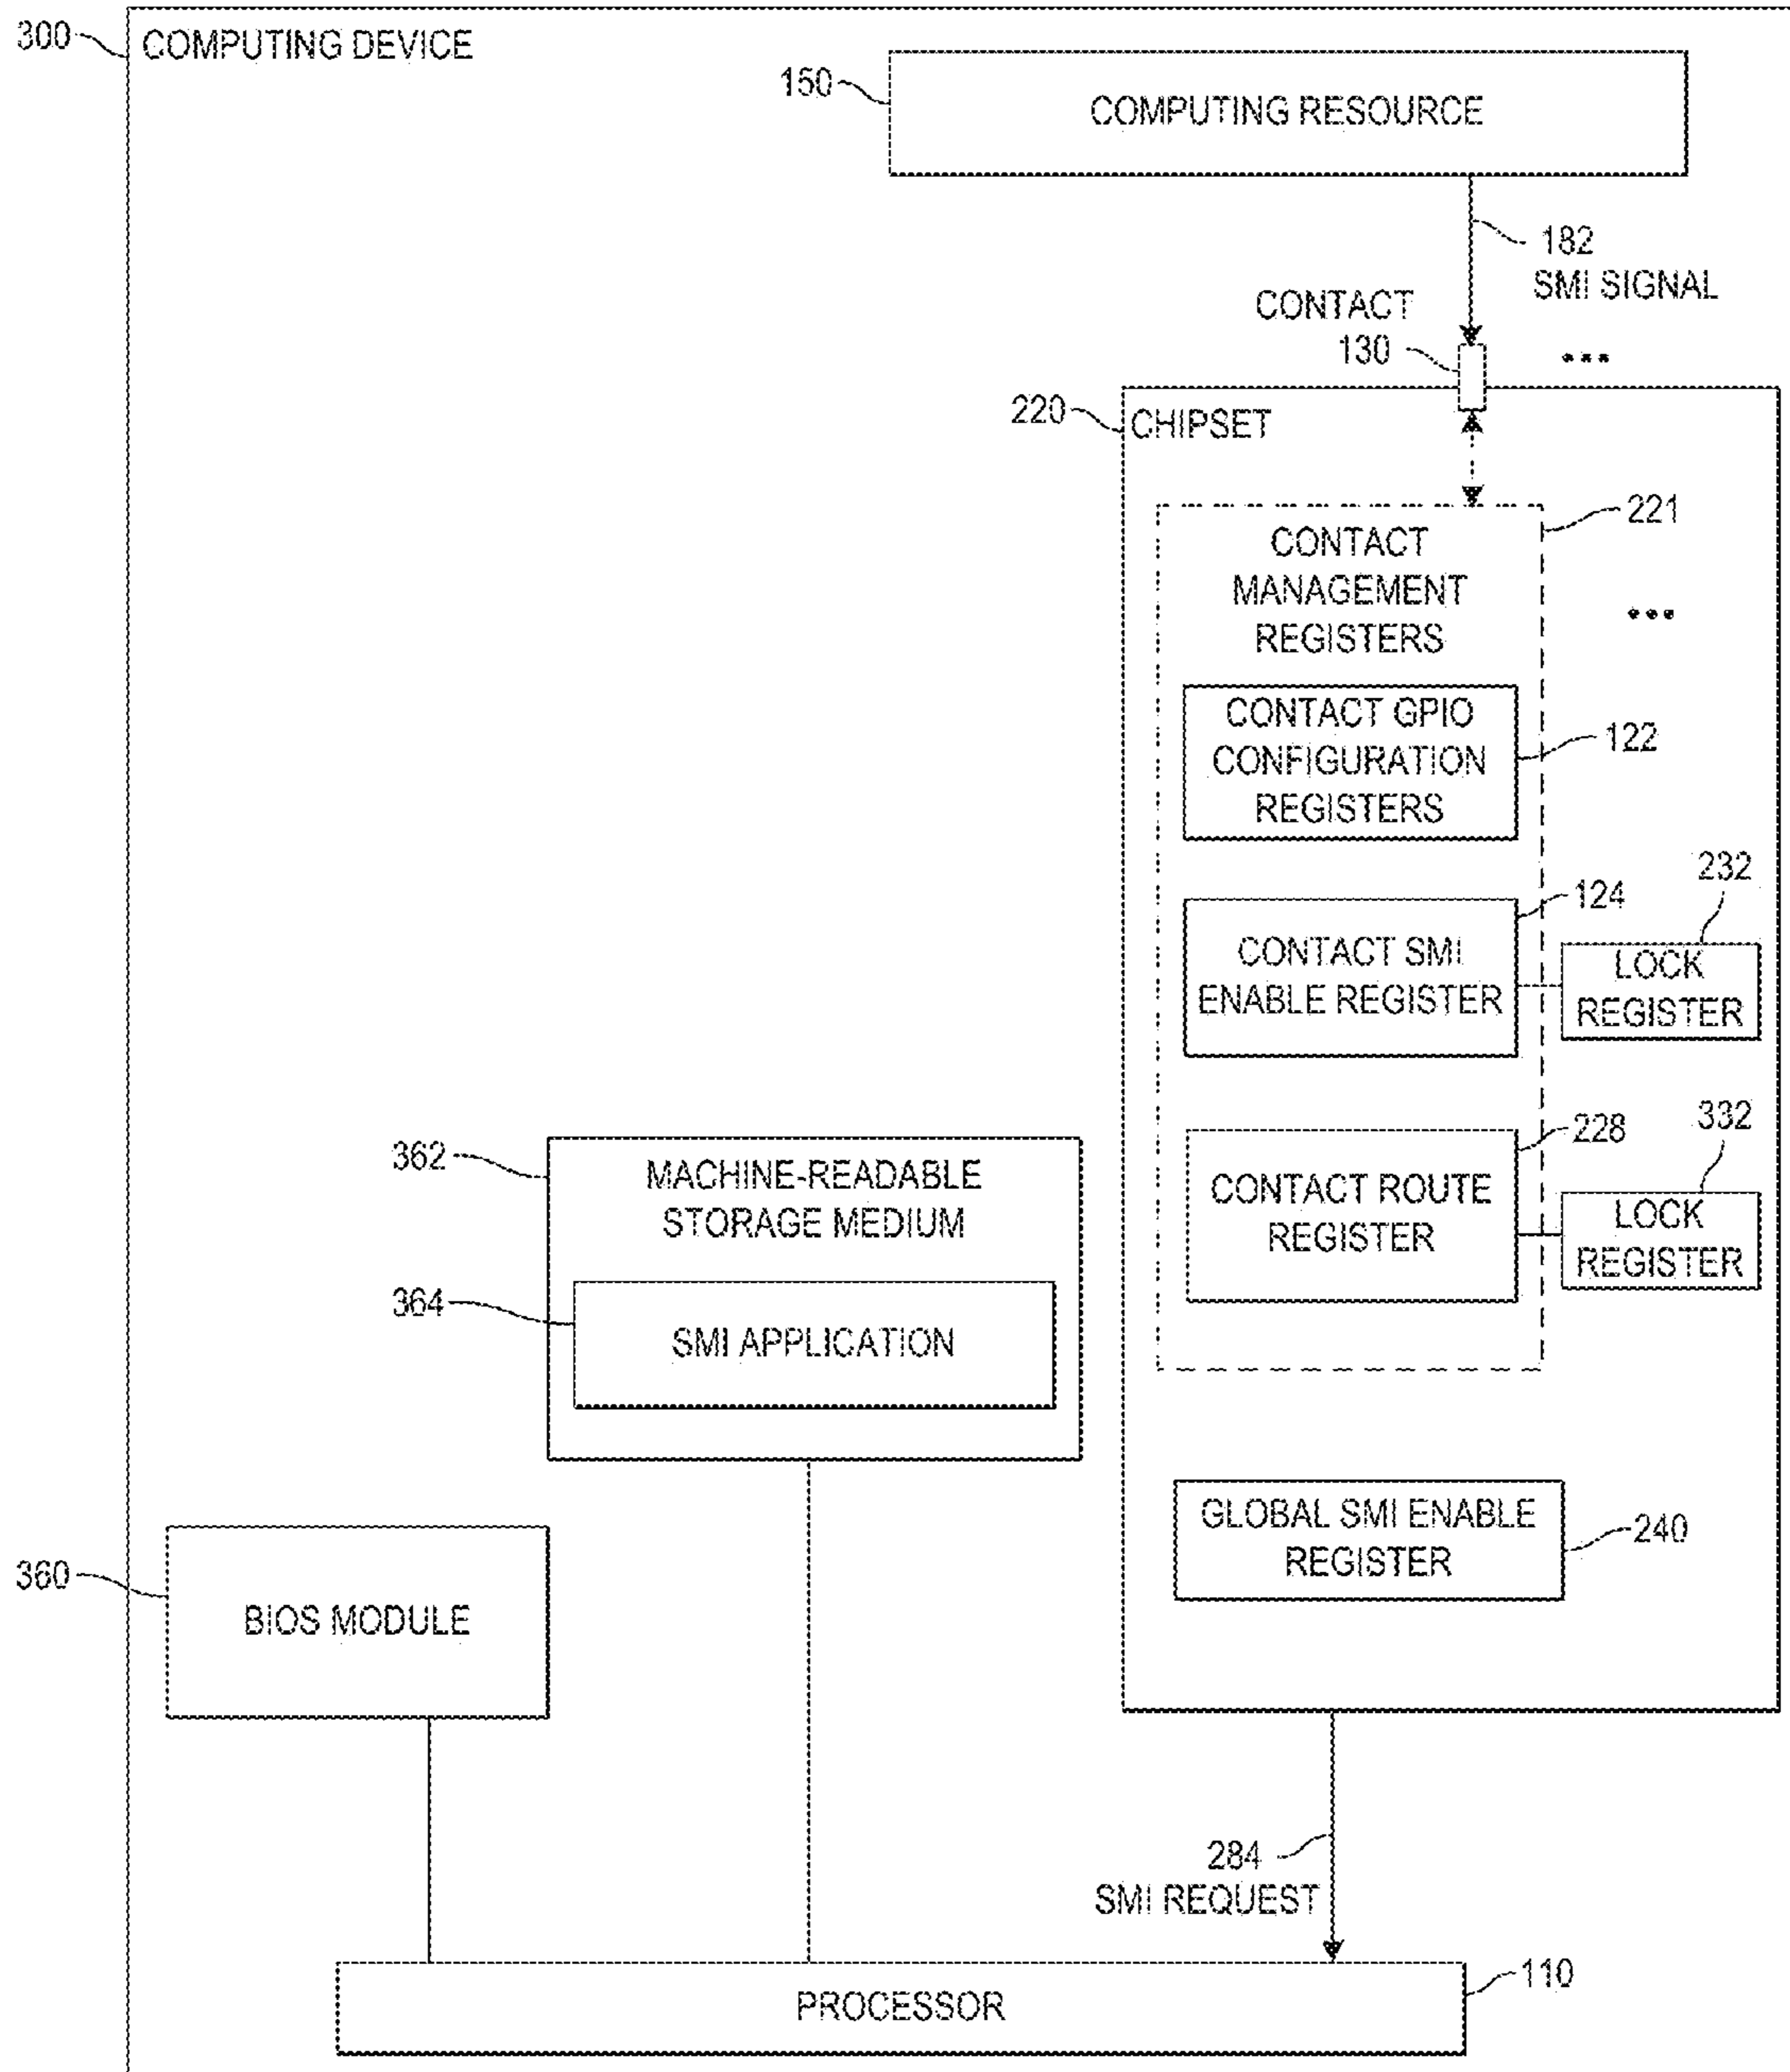 300
COMPUTING DEVICE
150
COMPUTING RESOURCE
182
SMI SIGNAL
CONTACT
130
...
220
CHIPSET
221
CONTACT
MANAGEMENT
REGISTERS
...
CONTACT GPIO
CONFIGURATION
REGISTERS
122
124
CONTACT SMI
ENABLE REGISTER
232
LOCK
REGISTER
228
CONTACT ROUTE
REGISTER
332
LOCK
REGISTER
362
MACHINE-READABLE
STORAGE MEDIUM
364
SMI APPLICATION
GLOBAL SMI ENABLE
REGISTER
240
360
BIOS MODULE
284
SMI REQUEST
110
PROCESSOR